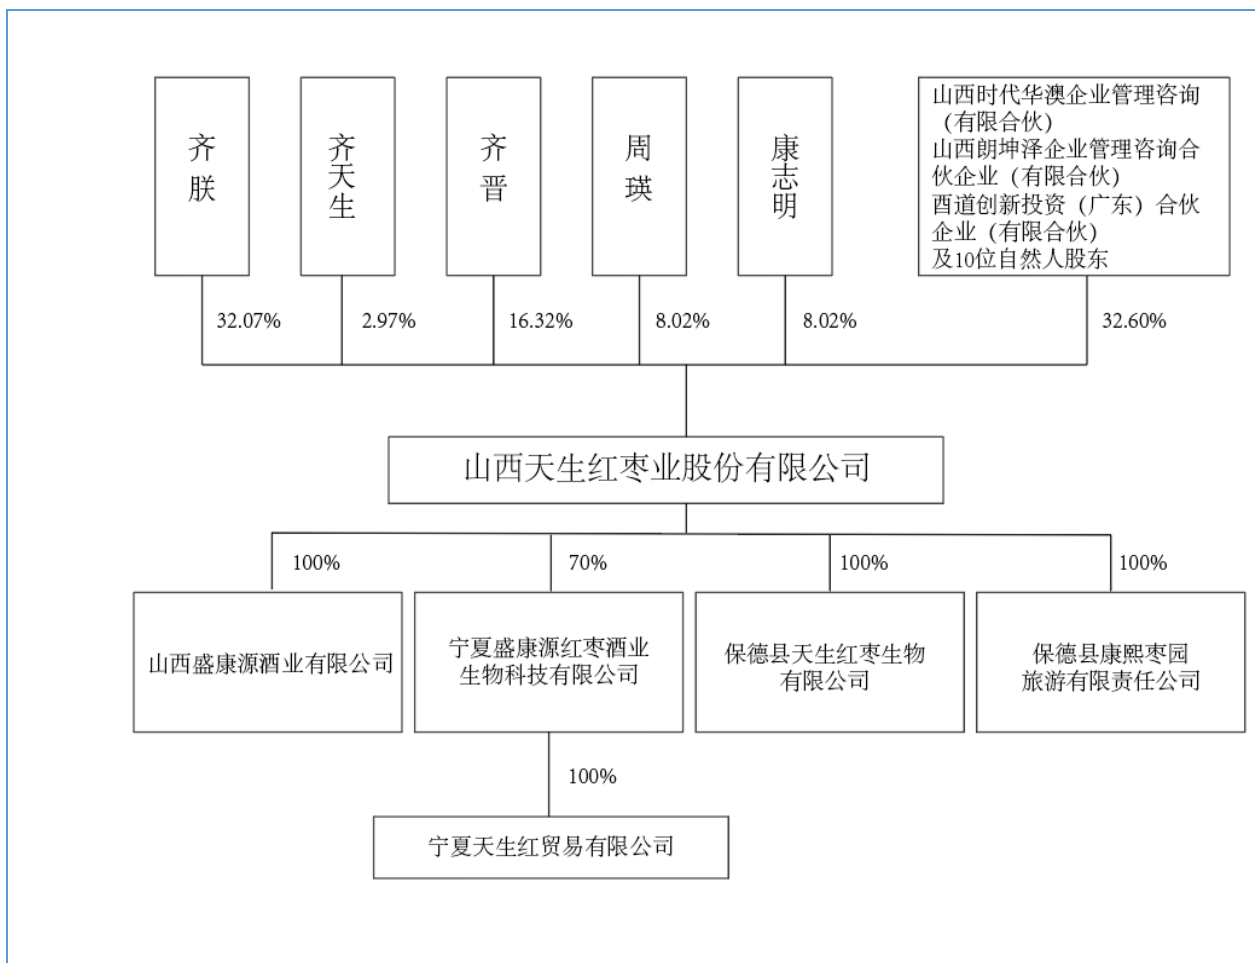 齐朕
齐天生
齐晋
周瑛
康志明
山西时代华澳企业管理咨询
（有限合伙）
山西朗坤泽企业管理咨询合
伙企业（有限合伙）
酉道创新投资（广东）合伙
企业（有限合伙）
及10位自然人股东
32.07%
2.97%
16.32%
8.02%
8.02%
32.60%
山西天生红枣业股份有限公司
100%
70%
100%
100%
山西盛康源酒业有限公司
宁夏盛康源红枣酒业
生物科技有限公司
保德县天生红枣生物
有限公司
保德县康熙枣园
旅游有限责任公司
100%
宁夏天生红贸易有限公司